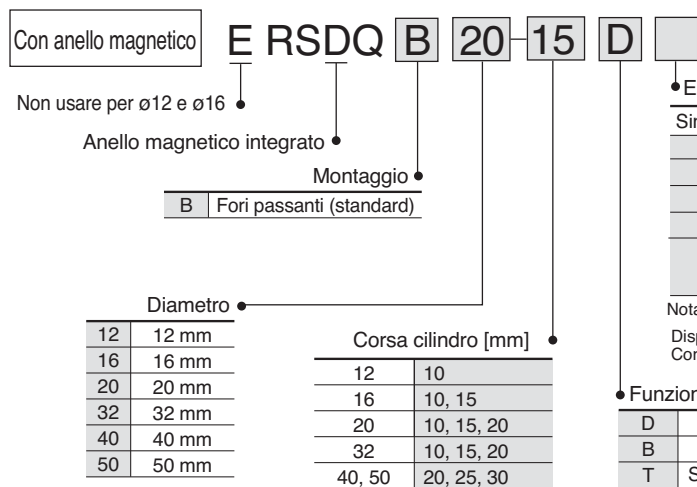 Con anello magnetico E RSDQ B 20-15 D
Non usare per ø12 e ø16
Anello magnetico integrato
Montaggio
B Fori passanti (standard)
Diametro
12 12 mm
16 16 mm
20 20 mm
32 32 mm
40 40 mm
50 50 mm
Corsa cilindro [mm]
12 10
16 10, 15
20 10, 15, 20
32 10, 15, 20
40, 50 20, 25, 30
D
B
T